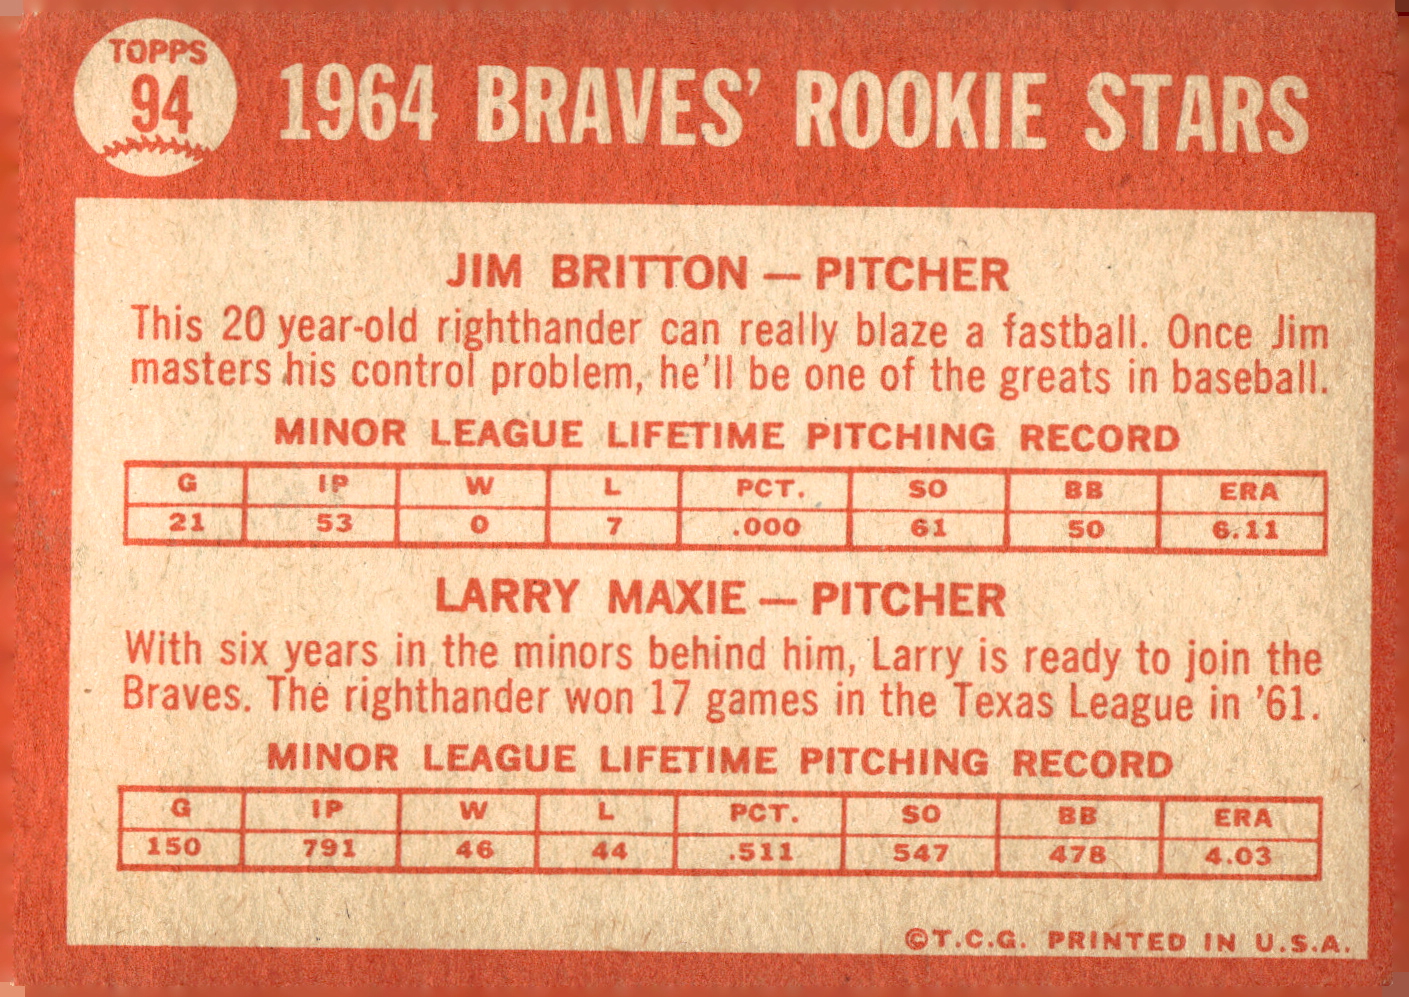 TOPPS
94
1964 BRAVES' ROOKIE STARS
JIM BRITTON — PITCHER
This 20 year-old righthander can really blaze a fastball. Once Jim
masters his control problem, he'll be one of the greats in baseball.
MINOR LEAGUE LIFETIME PITCHING RECORD
G IP W L PCT. SO BB ERA
21 53 0 7 .000 61 50 6.11
LARRY MAXIE — PITCHER
With six years in the minors behind him, Larry is ready to join the
Braves. The righthander won 17 games in the Texas League in '61.
MINOR LEAGUE LIFETIME PITCHING RECORD
G IP W L PCT. SO BB ERA
150 791 46 44 .511 547 478 4.03
©T.C.G. PRINTED IN U.S.A.